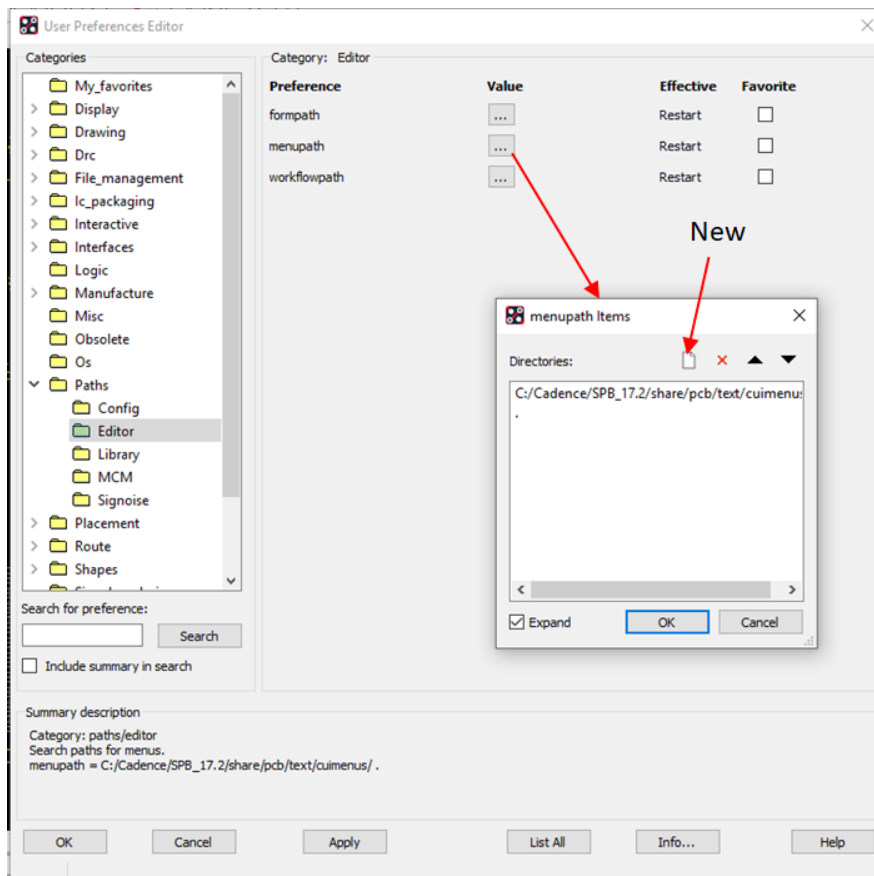 User Preferences Editor
Categories
My_favorites
Display
Drawing
Drc
File_management
Ic_packaging
Interactive
Interfaces
Logic
Manufacture
Misc
Obsolete
Os
Paths
Config
Editor
Library
MCM
Signoise
Placement
Route
Shapes
Search for preference:
Search
Include summary in search
Category: Editor
Preference Value Effective Favorite
formpath ... Restart
menupath ... Restart
workflowpath ... Restart
New
menupath Items
Directories:
C:/Cadence/SPB_17.2/share/pcb/text/cuimenus
.
Expand OK Cancel
Summary description
Category: paths/editor
Search paths for menus.
menupath = C:/Cadence/SPB_17.2/share/pcb/text/cuimenus/ .
OK Cancel Apply List All Info... Help